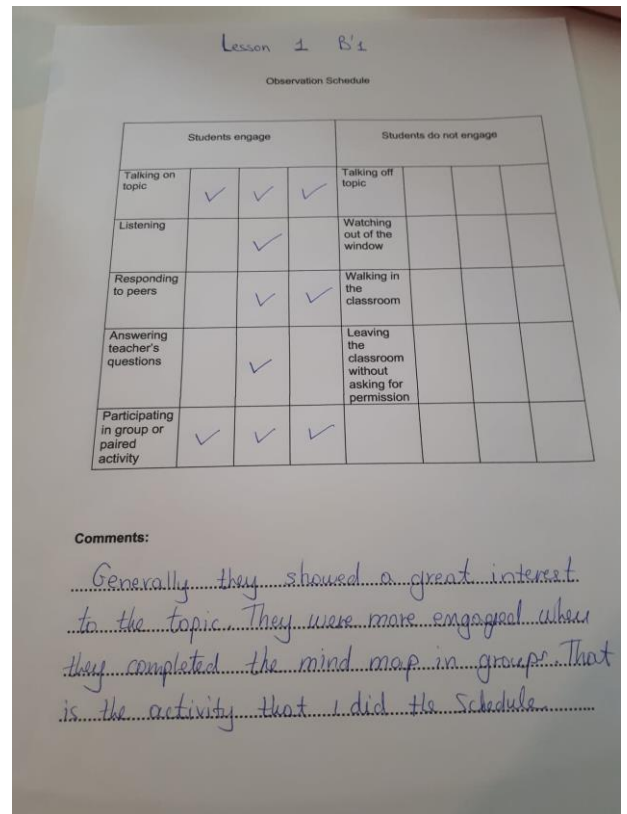 Lesson 1 B'1
Observation Schedule
Students engage
Students do not engage
Talking on
topic
✓ ✓ ✓
Talking off
topic
Listening
✓
Watching
out of the
window
Responding
to peers
✓ ✓
Walking in
the
classroom
Answering
teacher's
questions
✓
Leaving
the
classroom
without
asking for
permission
Participating
in group or
paired
activity
✓ ✓ ✓
Comments:
Generally they showed a great interest
to the topic. They were more engaged when
they completed the mind map in groups. That
is the activity that I did the Schedule.